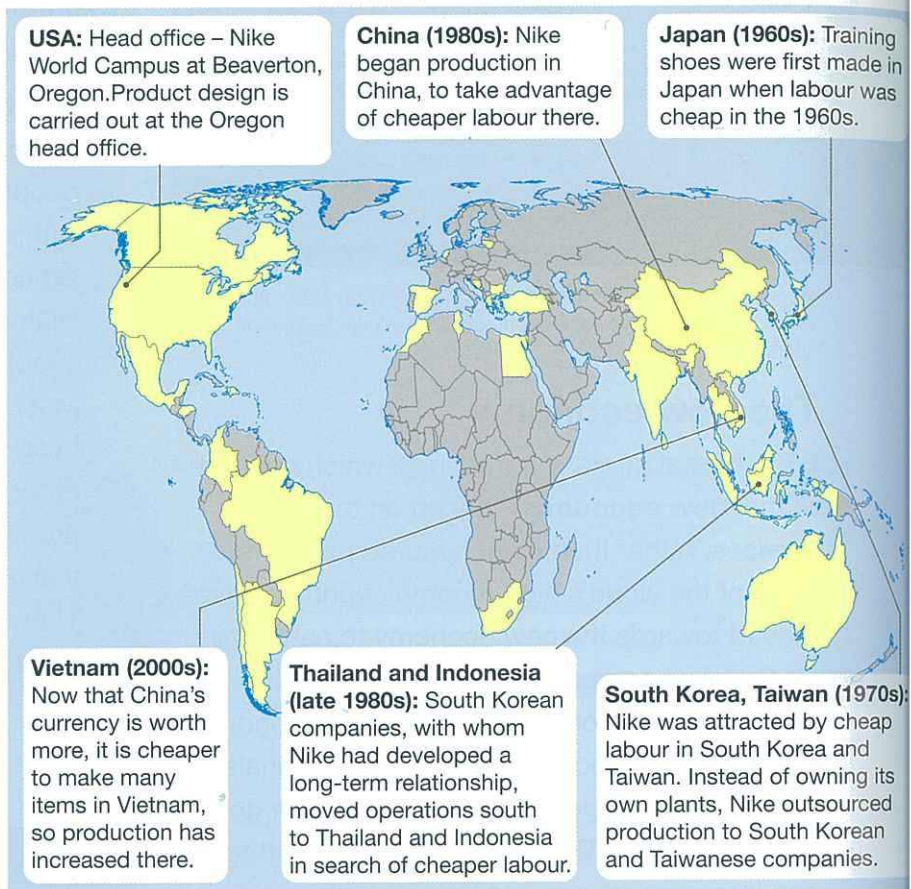 USA: Head office – Nike
World Campus at Beaverton,
Oregon.Product design is
carried out at the Oregon
head office.
China (1980s): Nike
began production in
China, to take advantage
of cheaper labour there.
Japan (1960s): Training
shoes were first made in
Japan when labour was
cheap in the 1960s.
Vietnam (2000s):
Now that China's
currency is worth
more, it is cheaper
to make many
items in Vietnam,
so production has
increased there.
Thailand and Indonesia
(late 1980s): South Korean
companies, with whom
Nike had developed a
long-term relationship,
moved operations south
to Thailand and Indonesia
in search of cheaper labour.
South Korea, Taiwan (1970s):
Nike was attracted by cheap
labour in South Korea and
Taiwan. Instead of owning its
own plants, Nike outsourced
production to South Korean
and Taiwanese companies.